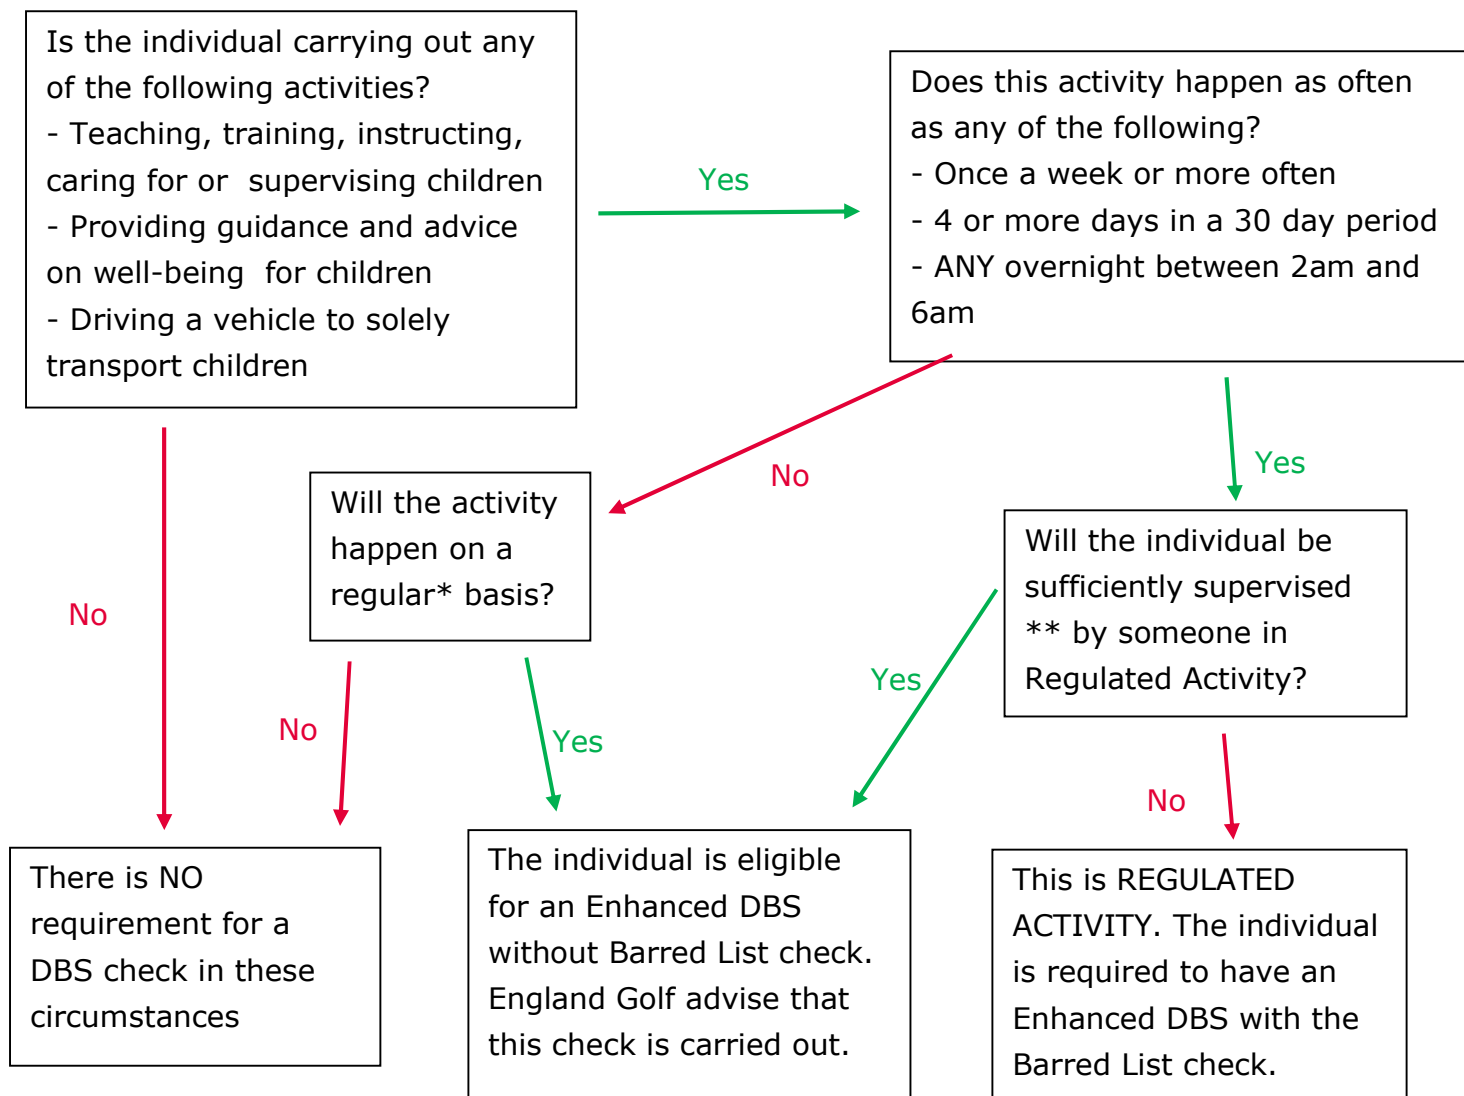 Is the individual carrying out any
of the following activities?
- Teaching, training, instructing,
caring for or  supervising children
- Providing guidance and advice
on well-being  for children
- Driving a vehicle to solely
transport children
Yes
Does this activity happen as often
as any of the following?
- Once a week or more often
- 4 or more days in a 30 day period
- ANY overnight between 2am and
6am
No
Yes
Will the activity
happen on a
regular* basis?
Will the individual be
sufficiently supervised
** by someone in
Regulated Activity?
No
No
Yes
Yes
No
There is NO
requirement for a
DBS check in these
circumstances
The individual is eligible
for an Enhanced DBS
without Barred List check.
England Golf advise that
this check is carried out.
This is REGULATED
ACTIVITY. The individual
is required to have an
Enhanced DBS with the
Barred List check.